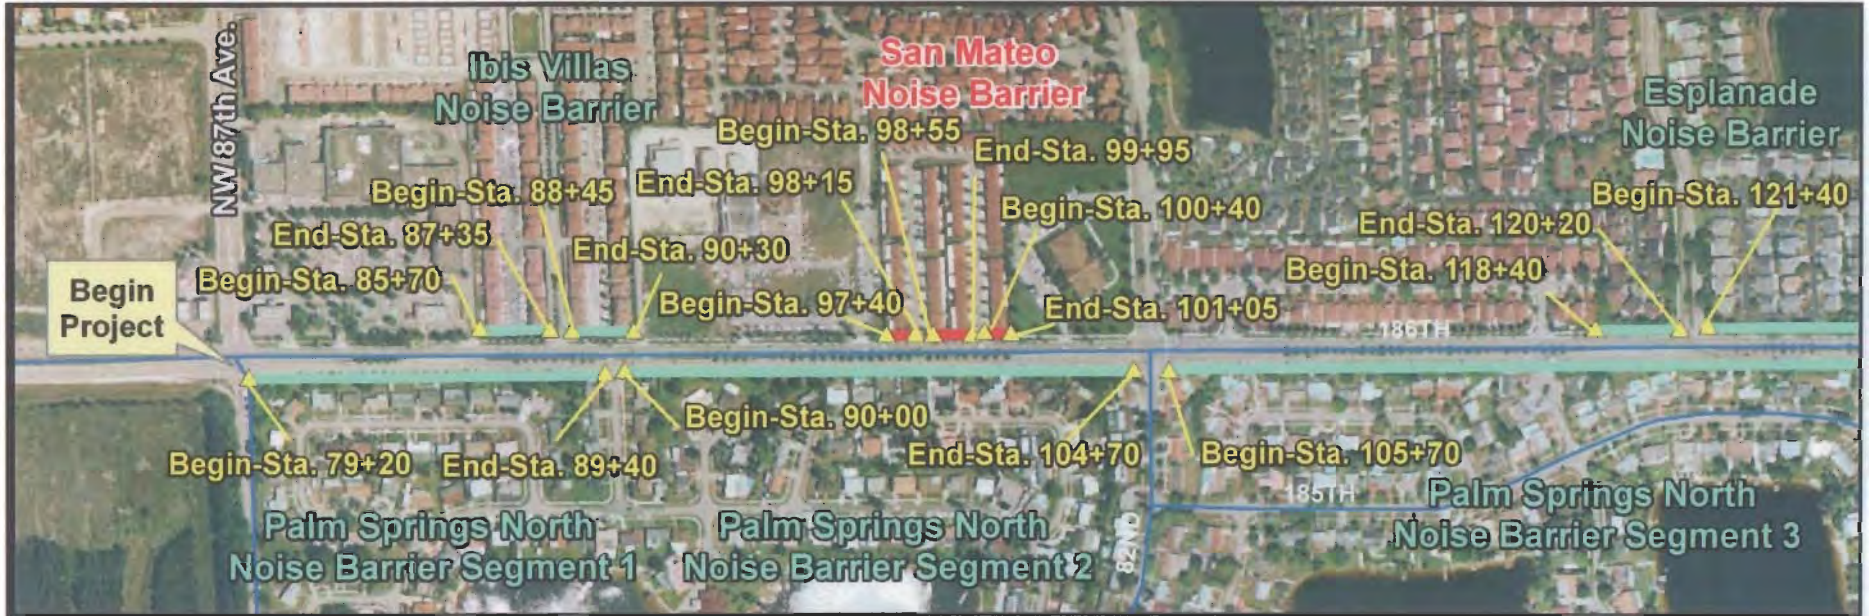 NW 87th Ave.
Ibis Villas
Noise Barrier
San Mateo
Noise Barrier
Esplanade
Noise Barrier
Begin-Sta. 98+55
End-Sta. 99+95
Begin-Sta. 88+45
End-Sta. 98+15
Begin-Sta. 100+40
End-Sta. 120+20
Begin-Sta. 121+40
End-Sta. 87+35
End-Sta. 90+30
Begin-Sta. 85+70
Begin-Sta. 97+40
End-Sta. 101+05
Begin-Sta. 118+40
Begin
Project
186TH
Begin-Sta. 90+00
Begin-Sta. 79+20
End-Sta. 89+40
End-Sta. 104+70
Begin-Sta. 105+70
185TH
82ND
Palm Springs North
Noise Barrier Segment 1
Palm Springs North
Noise Barrier Segment 2
Palm Springs North
Noise Barrier Segment 3